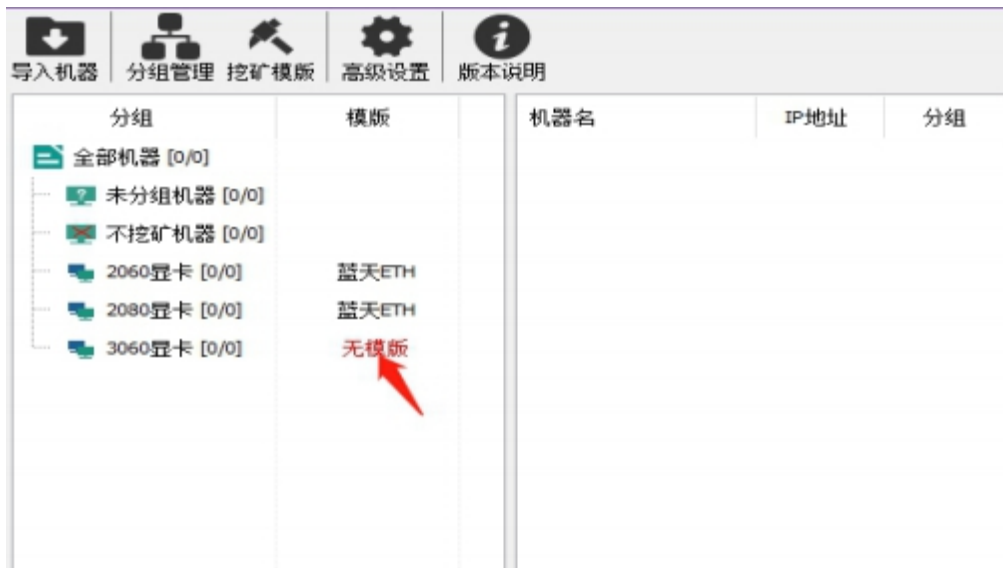 导入机器 分组管理 挖矿模版 高级设置 版本说明
分组 模版 机器名 IP地址 分组
全部机器 [0/0]
未分组机器 [0/0]
不挖矿机器 [0/0]
2060显卡 [0/0] 蓝天ETH
2080显卡 [0/0] 蓝天ETH
3060显卡 [0/0] 无模版